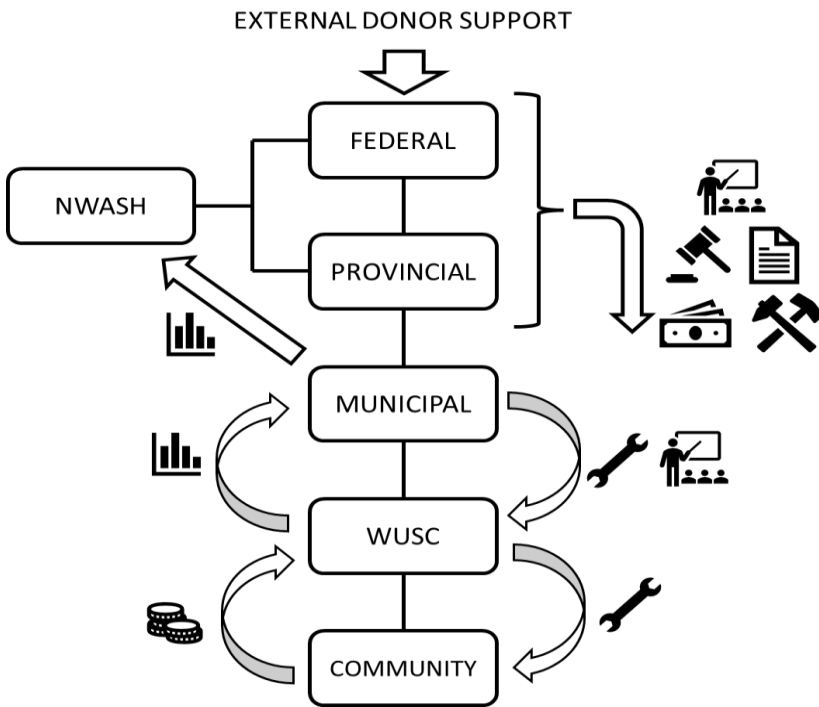 EXTERNAL DONOR SUPPORT
FEDERAL
NWASH
PROVINCIAL
MUNICIPAL
WUSC
COMMUNITY